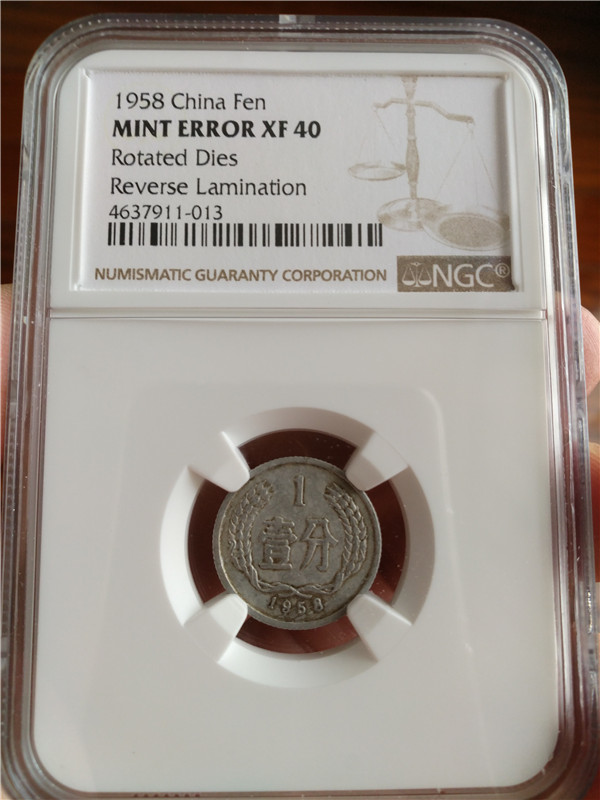 1958 China Fen
MINT ERROR XF 40
Rotated Dies
Reverse Lamination
4637911-013
NUMISMATIC GUARANTY CORPORATION
NGC®
1
壹分
1958